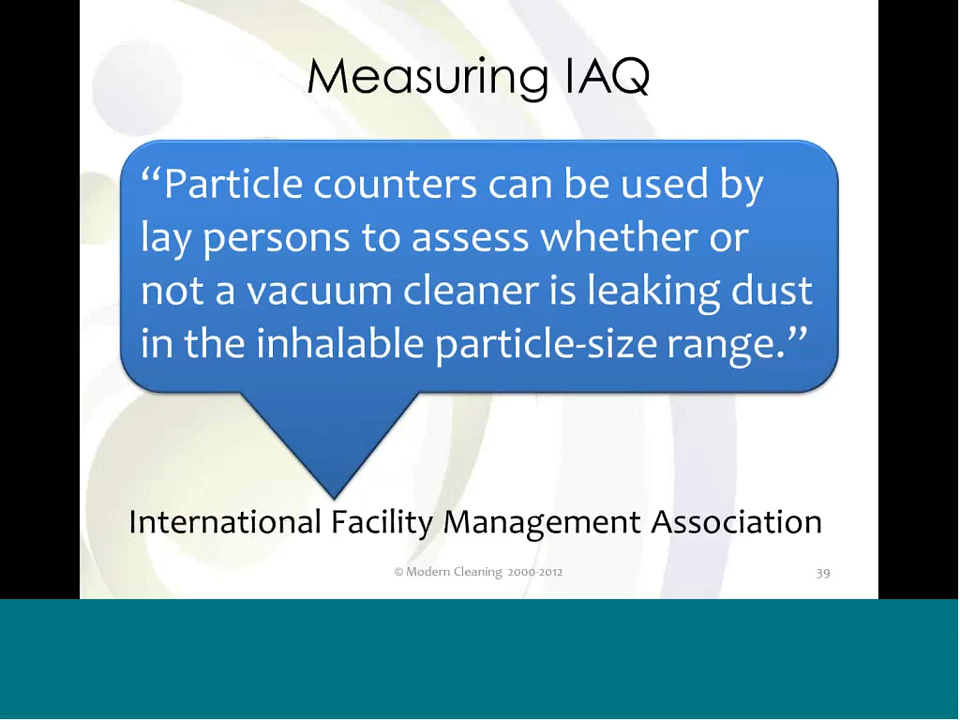 Measuring IAQ
“Particle counters can be used by
lay persons to assess whether or
not a vacuum cleaner is leaking dust
in the inhalable particle-size range.”
International Facility Management Association
© Modern Cleaning 2000-2012
39